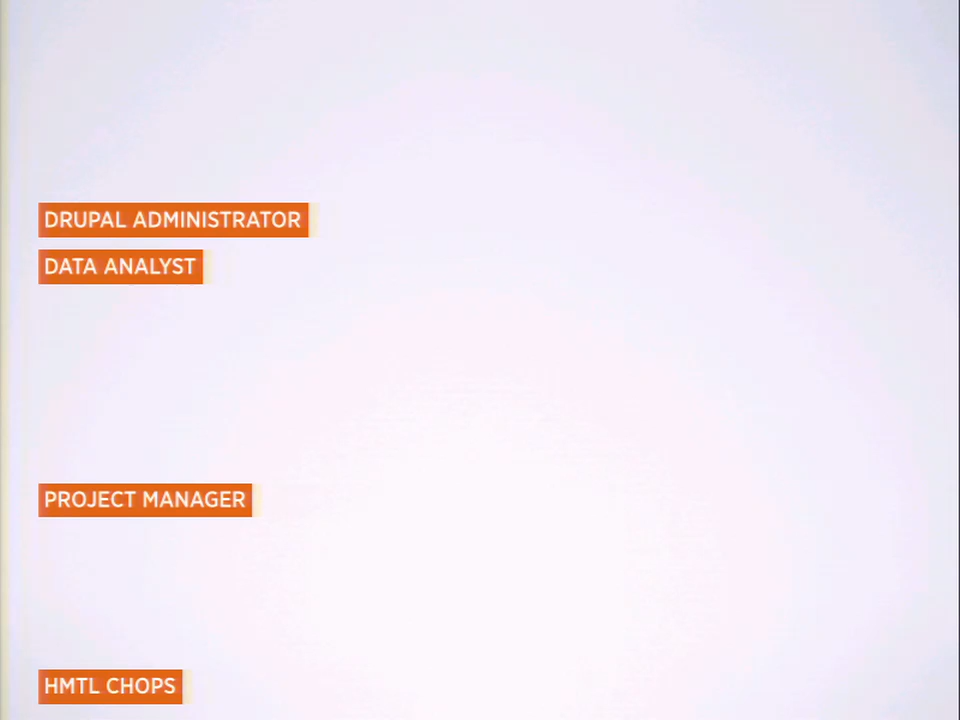 DRUPAL ADMINISTRATOR
DATA ANALYST
PROJECT MANAGER
HMTL CHOPS